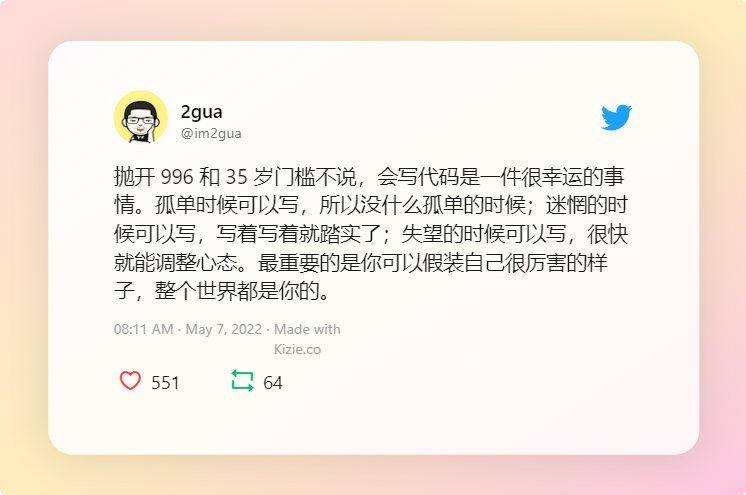 2gua
@im2gua
抛开 996 和 35 岁门槛不说，会写代码是一件很幸运的事
情。孤单时候可以写，所以没什么孤单的时候；迷惘的时
候可以写，写着写着就踏实了；失望的时候可以写，很快
就能调整心态。最重要的是你可以假装自己很厉害的样
子，整个世界都是你的。
08:11 AM · May 7, 2022 · Made with
Kizie.co
551 64